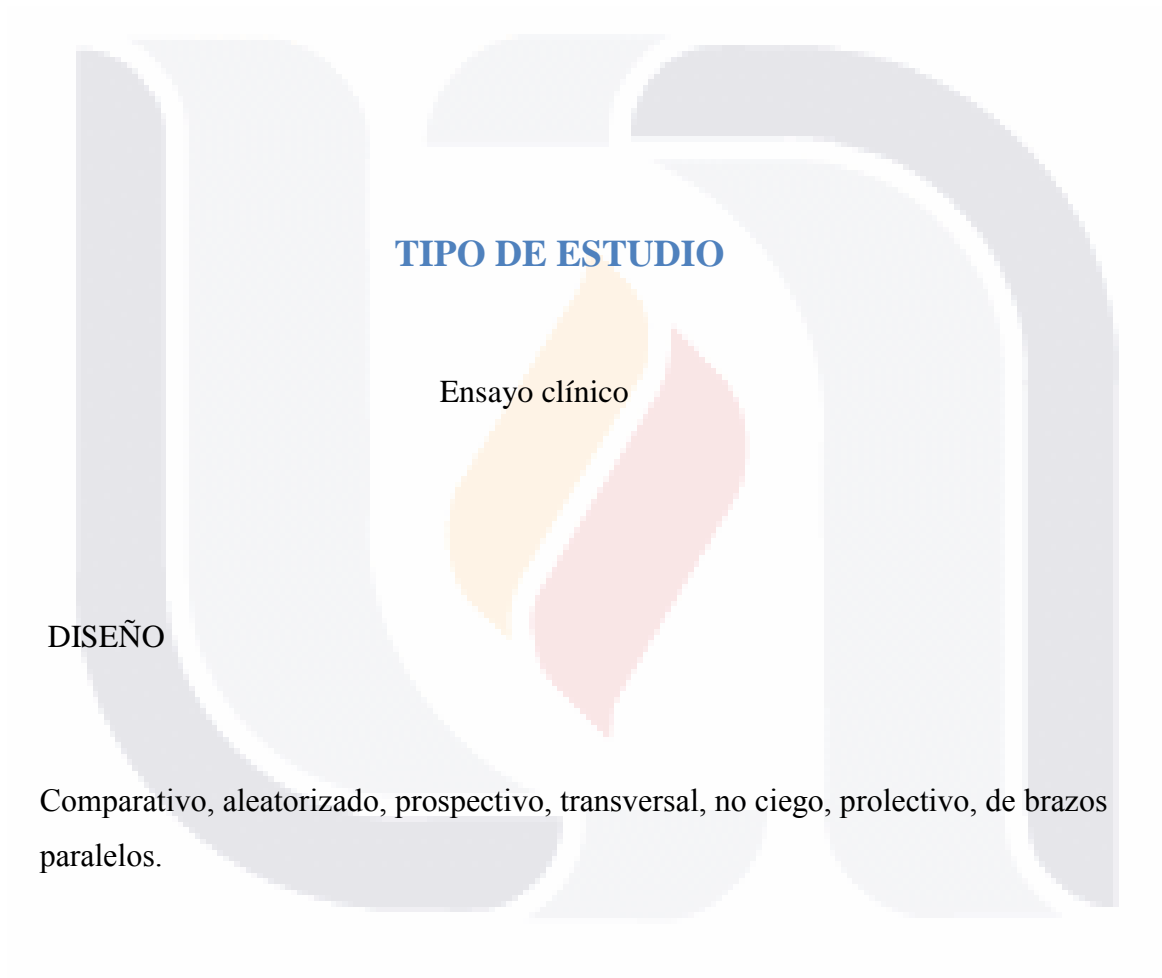 TIPO DE ESTUDIO
Ensayo clínico
DISEÑO
Comparativo, aleatorizado, prospectivo, transversal, no ciego, prolectivo, de brazos
paralelos.